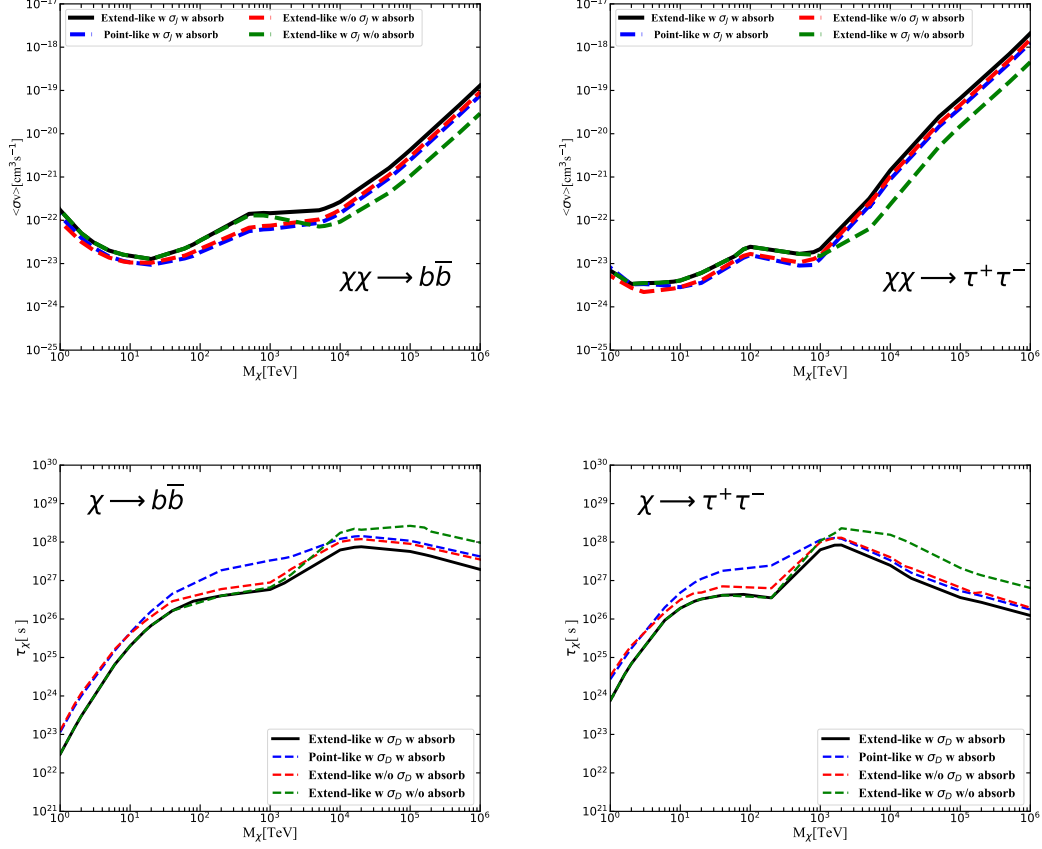 10⁻¹⁷
10⁻¹⁸
10⁻¹⁹
10⁻²⁰
10⁻²¹
10⁻²²
10⁻²³
10⁻²⁴
10⁻²⁵
<σv>[cm³s⁻¹]
Extend-like w σ_J w absorb
Point-like w σ_J w absorb
Extend-like w/o σ_J w absorb
Extend-like w σ_J w/o absorb
χχ ⟶ bb̅
10⁰ 10¹ 10² 10³ 10⁴ 10⁵ 10⁶
M_χ[TeV]
10⁻¹⁷
10⁻¹⁸
10⁻¹⁹
10⁻²⁰
10⁻²¹
10⁻²²
10⁻²³
10⁻²⁴
10⁻²⁵
<σv>[cm³s⁻¹]
Extend-like w σ_J w absorb
Point-like w σ_J w absorb
Extend-like w/o σ_J w absorb
Extend-like w σ_J w/o absorb
χχ ⟶ τ⁺τ⁻
10⁰ 10¹ 10² 10³ 10⁴ 10⁵ 10⁶
M_χ[TeV]
10³⁰
10²⁹
10²⁸
10²⁷
10²⁶
10²⁵
10²⁴
10²³
10²²
10²¹
τ_χ[ s ]
χ ⟶ bb̅
Extend-like w σ_D w absorb
Point-like w σ_D w absorb
Extend-like w/o σ_D w absorb
Extend-like w σ_D w/o absorb
10⁰ 10¹ 10² 10³ 10⁴ 10⁵ 10⁶
M_χ[TeV]
10³⁰
10²⁹
10²⁸
10²⁷
10²⁶
10²⁵
10²⁴
10²³
10²²
10²¹
τ_χ[ s ]
χ ⟶ τ⁺τ⁻
Extend-like w σ_D w absorb
Point-like w σ_D w absorb
Extend-like w/o σ_D w absorb
Extend-like w σ_D w/o absorb
10⁰ 10¹ 10² 10³ 10⁴ 10⁵ 10⁶
M_χ[TeV]